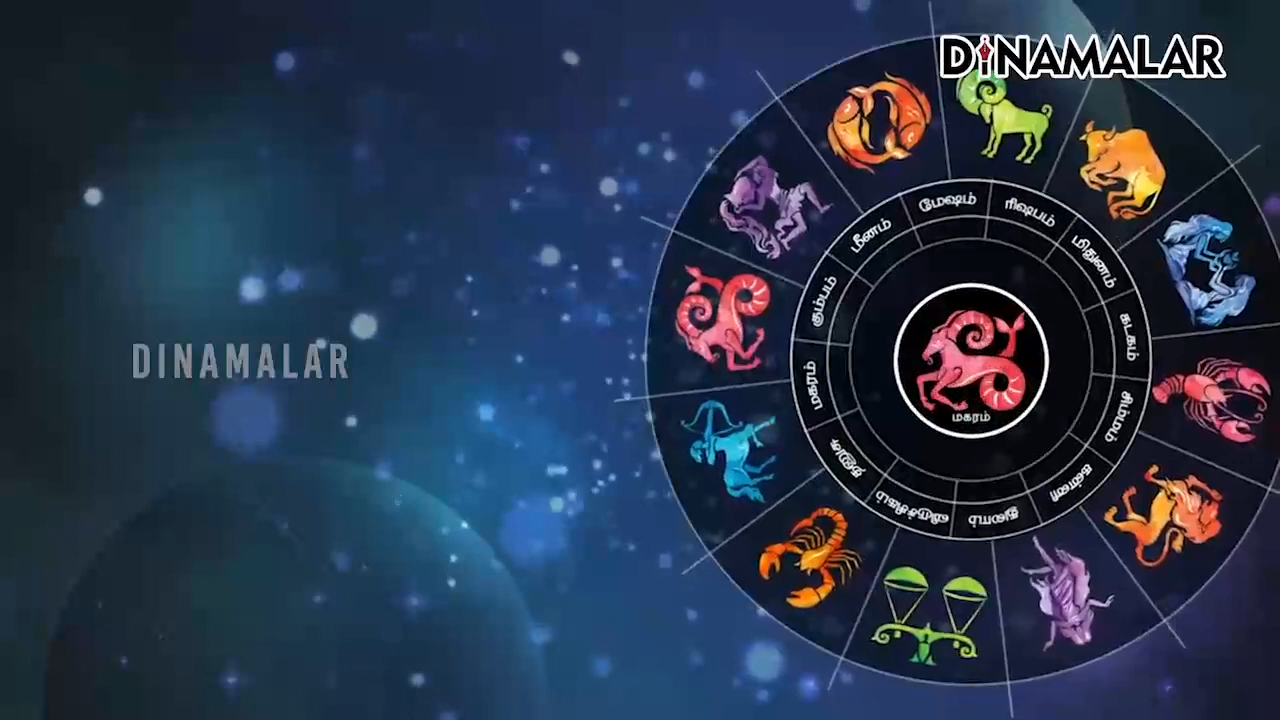 DINAMALAR
DINAMALAR
மேஷம்
ரிஷபம்
மிதுனம்
கடகம்
சிம்மம்
கன்னி
துலாம்
விருச்சிகம்
தனுசு
மகரம்
கும்பம்
மீனம்
மகரம்